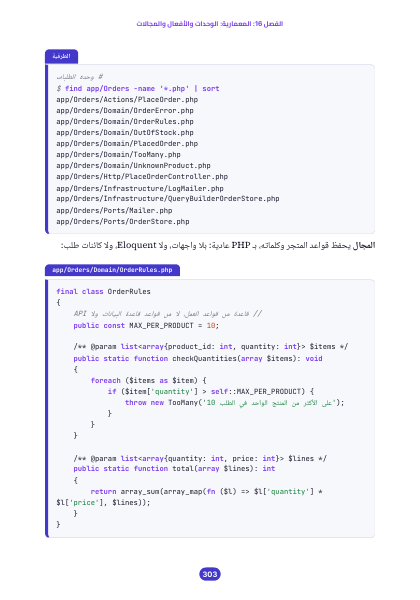 الفصل 16: المعمارية: الوحدات والأفعال والمجالات
الطرفية
# وحدة الطلبات
$ find app/Orders -name '*.php' | sort
app/Orders/Actions/PlaceOrder.php
app/Orders/Domain/OrderError.php
app/Orders/Domain/OrderRules.php
app/Orders/Domain/OutOfStock.php
app/Orders/Domain/PlacedOrder.php
app/Orders/Domain/TooMany.php
app/Orders/Domain/UnknownProduct.php
app/Orders/Http/PlaceOrderController.php
app/Orders/Infrastructure/LogMailer.php
app/Orders/Infrastructure/QueryBuilderOrderStore.php
app/Orders/Ports/Mailer.php
app/Orders/Ports/OrderStore.php
المجال يحفظ قواعد المتجر وكلماته، بـ PHP عادية: بلا واجهات، ولا Eloquent، ولا كائنات طلب:
app/Orders/Domain/OrderRules.php
final class OrderRules
{
// قاعدة من قواعد العمل، لا من قواعد قاعدة البيانات ولا API
public const MAX_PER_PRODUCT = 10;
/** @param list<array{product_id: int, quantity: int}> $items */
public static function checkQuantities(array $items): void
{
foreach ($items as $item) {
if ($item['quantity'] > self::MAX_PER_PRODUCT) {
throw new TooMany('10 على الأكثر من المنتج الواحد في الطلب');
}
}
}
/** @param list<array{quantity: int, price: int}> $lines */
public static function total(array $lines): int
{
return array_sum(array_map(fn ($l) => $l['quantity'] *
$l['price'], $lines));
}
}
303